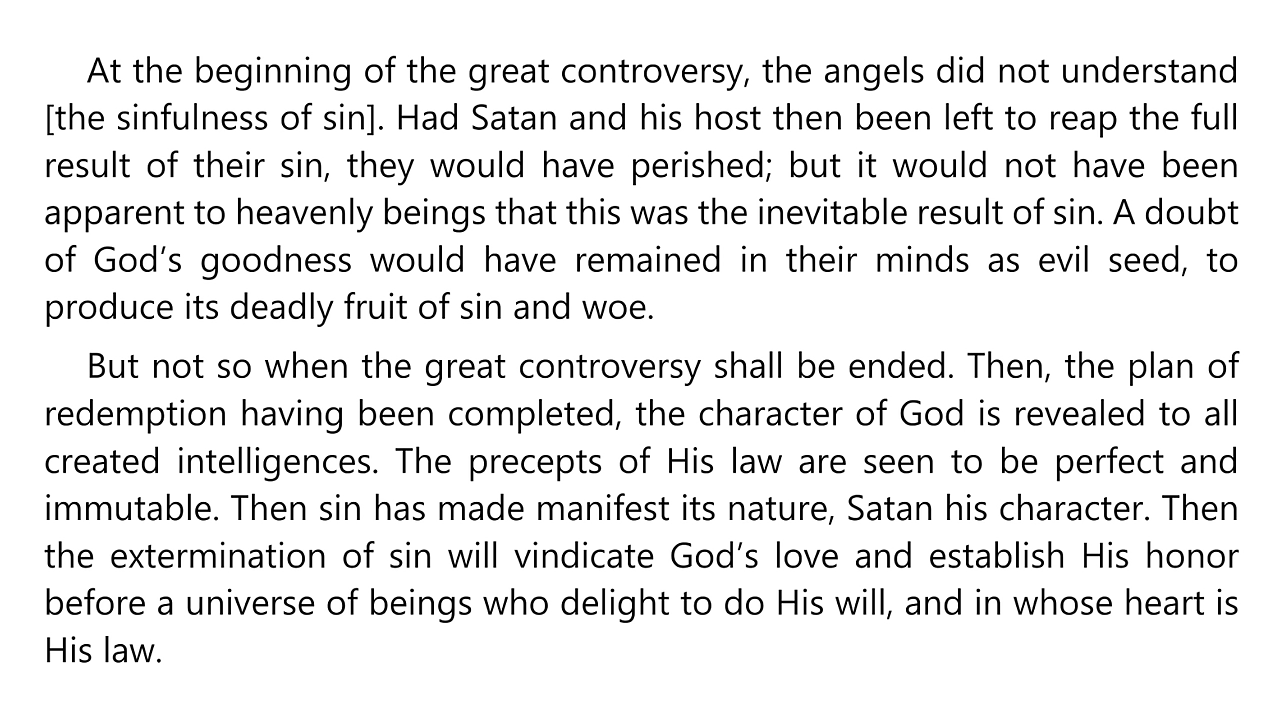 At the beginning of the great controversy, the angels did not understand
[the sinfulness of sin]. Had Satan and his host then been left to reap the full
result of their sin, they would have perished; but it would not have been
apparent to heavenly beings that this was the inevitable result of sin. A doubt
of God’s goodness would have remained in their minds as evil seed, to
produce its deadly fruit of sin and woe.
But not so when the great controversy shall be ended. Then, the plan of
redemption having been completed, the character of God is revealed to all
created intelligences. The precepts of His law are seen to be perfect and
immutable. Then sin has made manifest its nature, Satan his character. Then
the extermination of sin will vindicate God’s love and establish His honor
before a universe of beings who delight to do His will, and in whose heart is
His law.